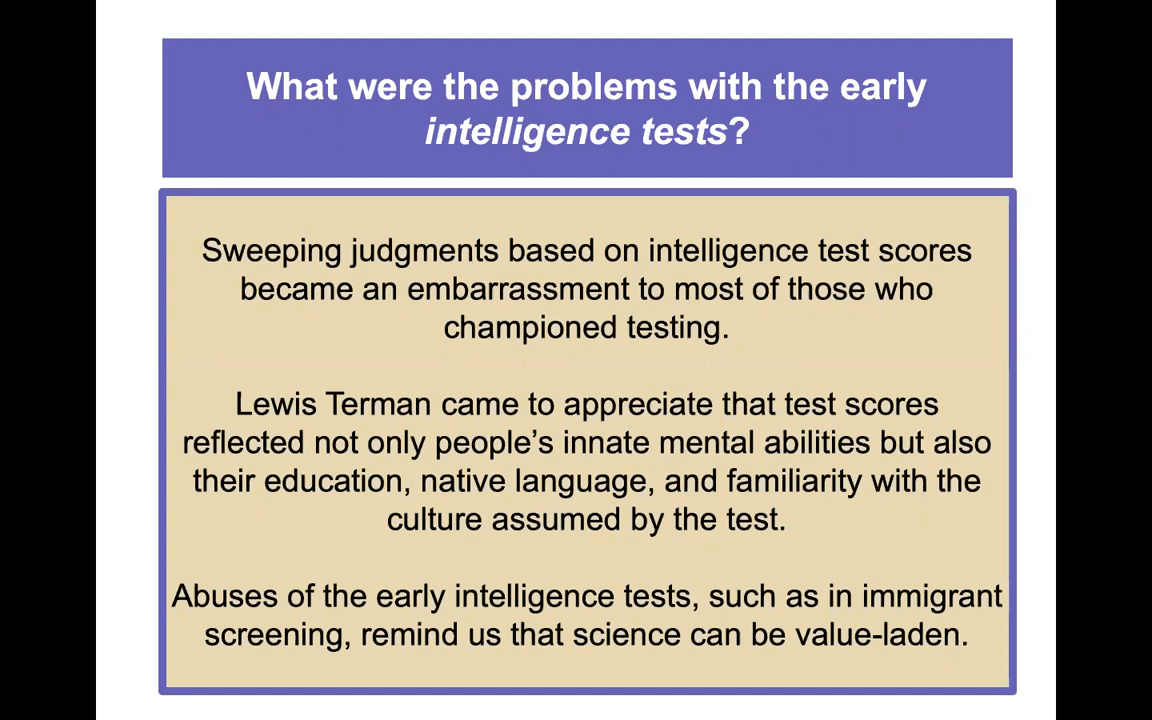 What were the problems with the early
intelligence tests?
Sweeping judgments based on intelligence test scores
became an embarrassment to most of those who
championed testing.
Lewis Terman came to appreciate that test scores
reflected not only people’s innate mental abilities but also
their education, native language, and familiarity with the
culture assumed by the test.
Abuses of the early intelligence tests, such as in immigrant
screening, remind us that science can be value-laden.